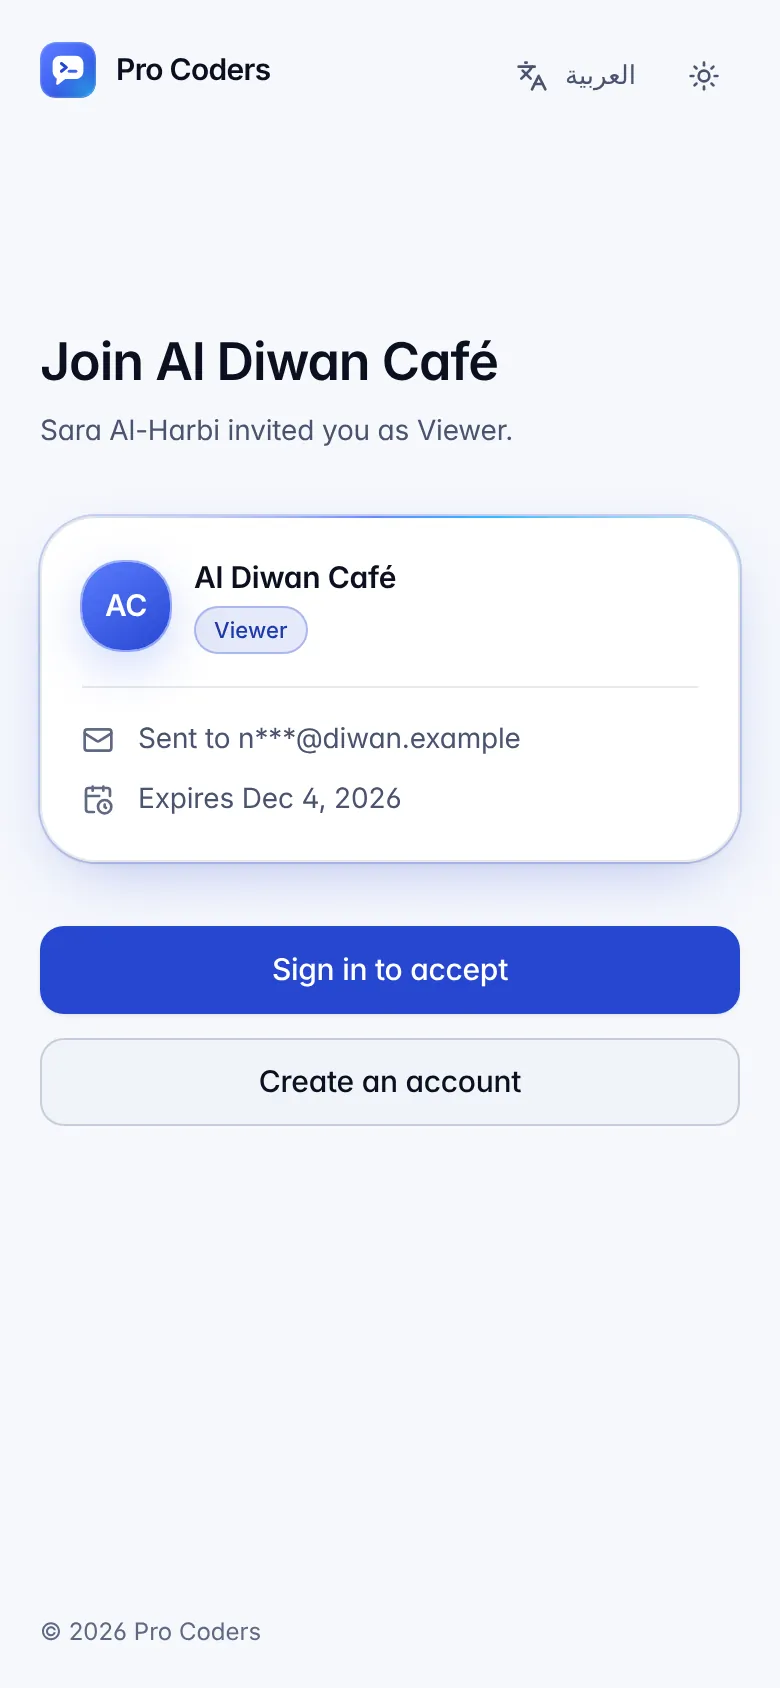 Pro Coders
العربية
Join Al Diwan Café
Sara Al-Harbi invited you as Viewer.
AC
Al Diwan Café
Viewer
Sent to n***@diwan.example
Expires Dec 4, 2026
Sign in to accept
Create an account
© 2026 Pro Coders